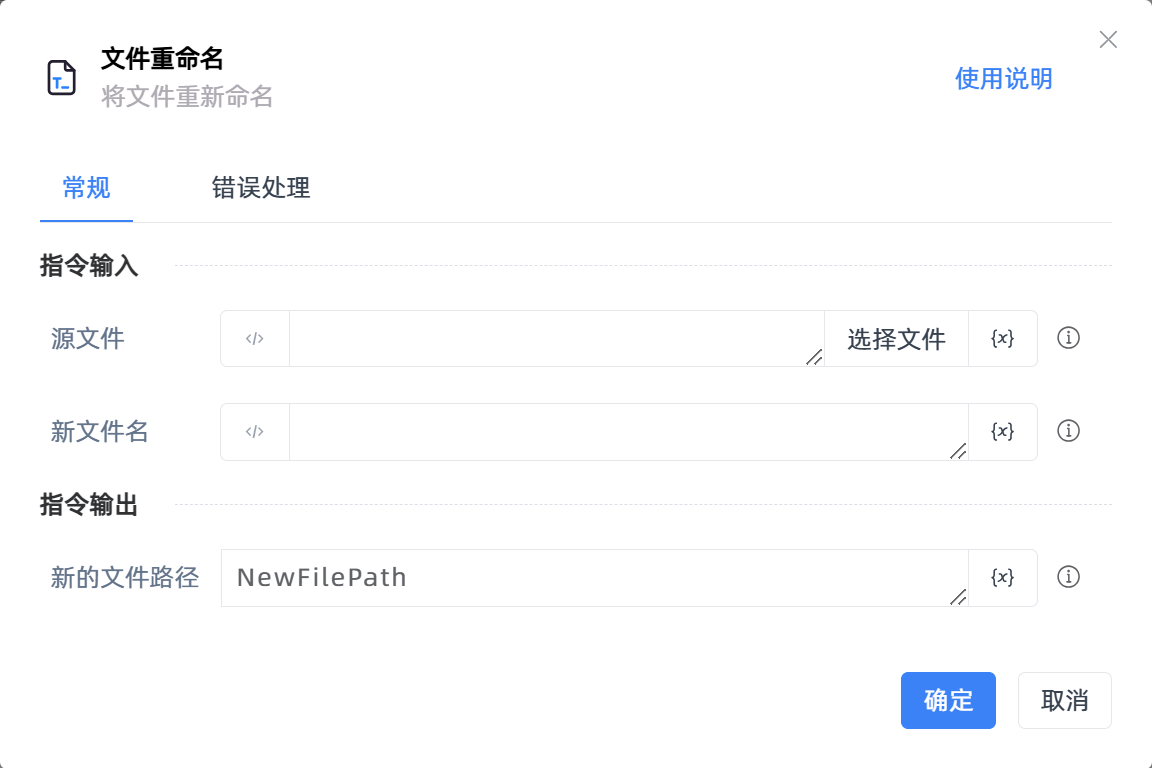 文件重命名
将文件重新命名
使用说明
常规 错误处理
指令输入
源文件 </> 选择文件 {x}
新文件名 </> {x}
指令输出
新的文件路径 NewFilePath {x}
确定 取消